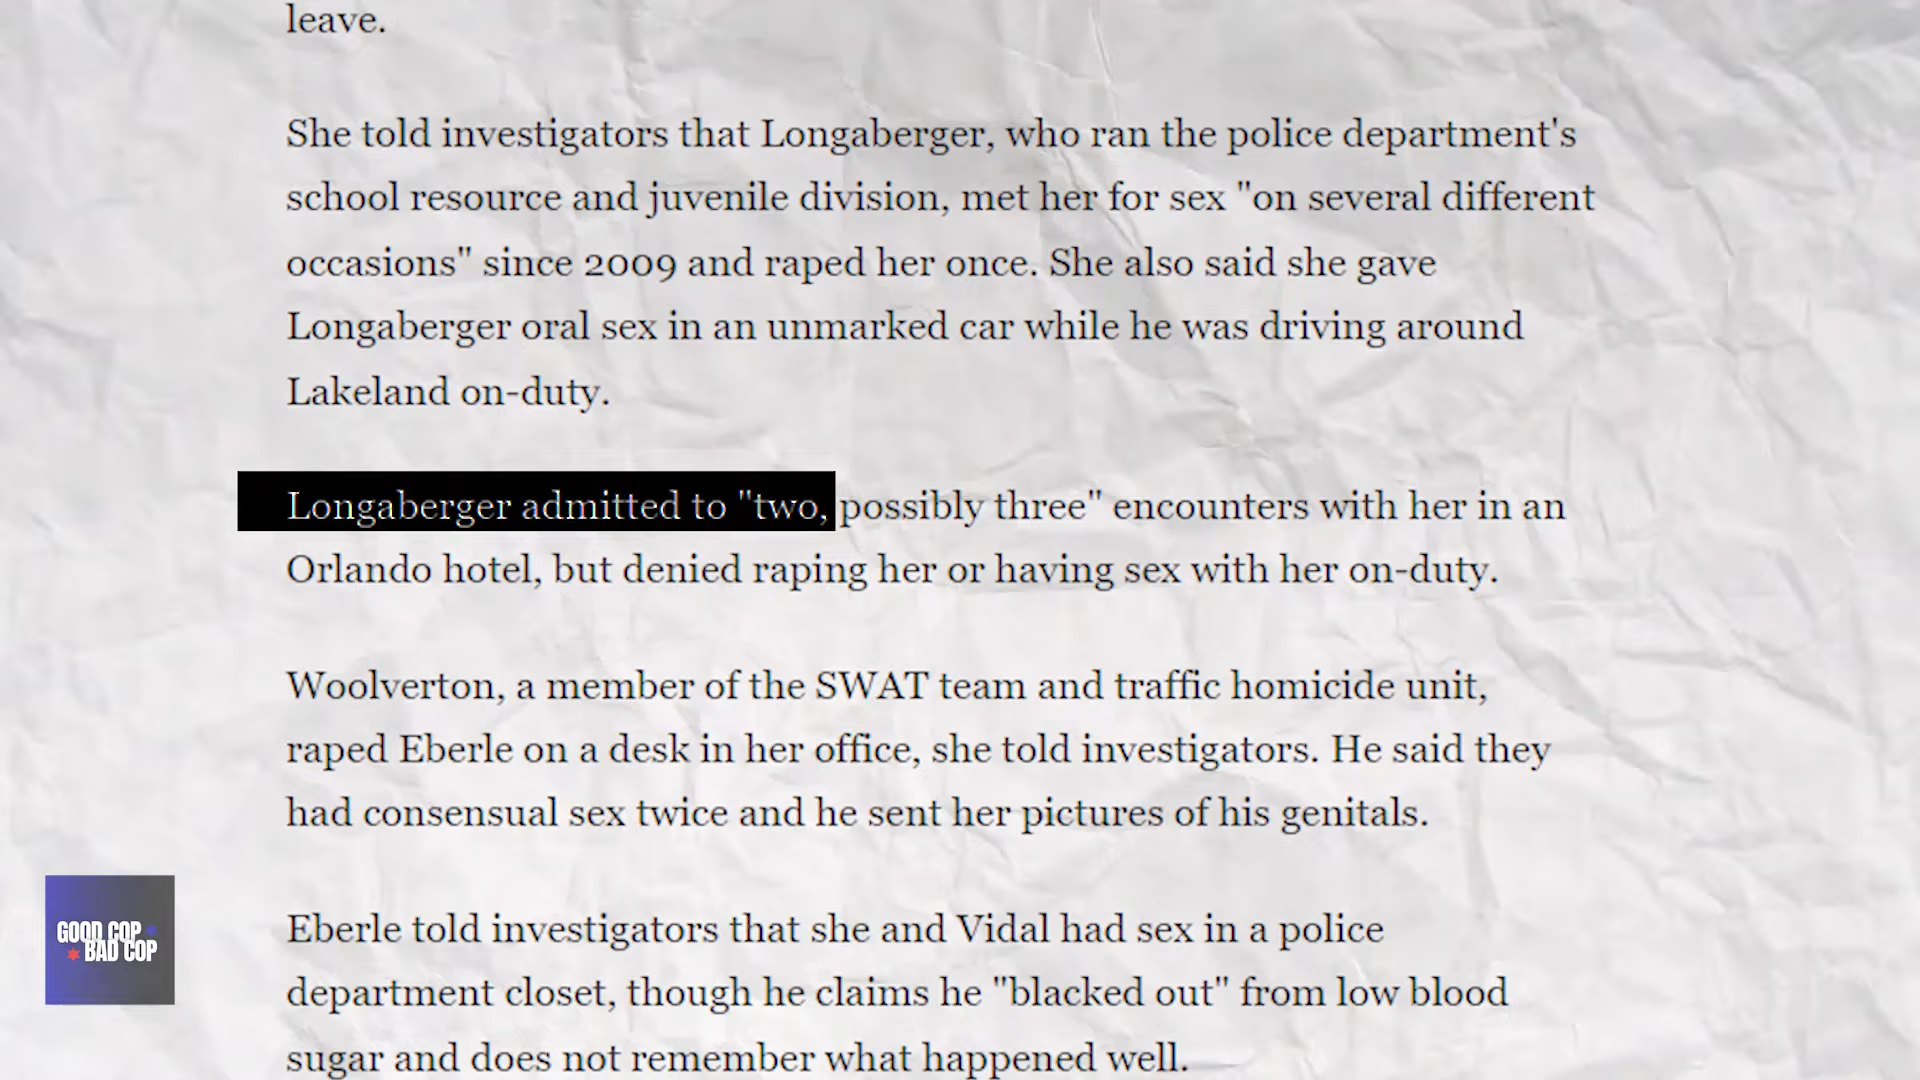 leave.
She told investigators that Longaberger, who ran the police department's
school resource and juvenile division, met her for sex "on several different
occasions" since 2009 and raped her once. She also said she gave
Longaberger oral sex in an unmarked car while he was driving around
Lakeland on-duty.
Longaberger admitted to "two, possibly three" encounters with her in an
Orlando hotel, but denied raping her or having sex with her on-duty.
Woolverton, a member of the SWAT team and traffic homicide unit,
raped Eberle on a desk in her office, she told investigators. He said they
had consensual sex twice and he sent her pictures of his genitals.
Eberle told investigators that she and Vidal had sex in a police
department closet, though he claims he "blacked out" from low blood
sugar and does not remember what happened well.
GOOD COP
BAD COP